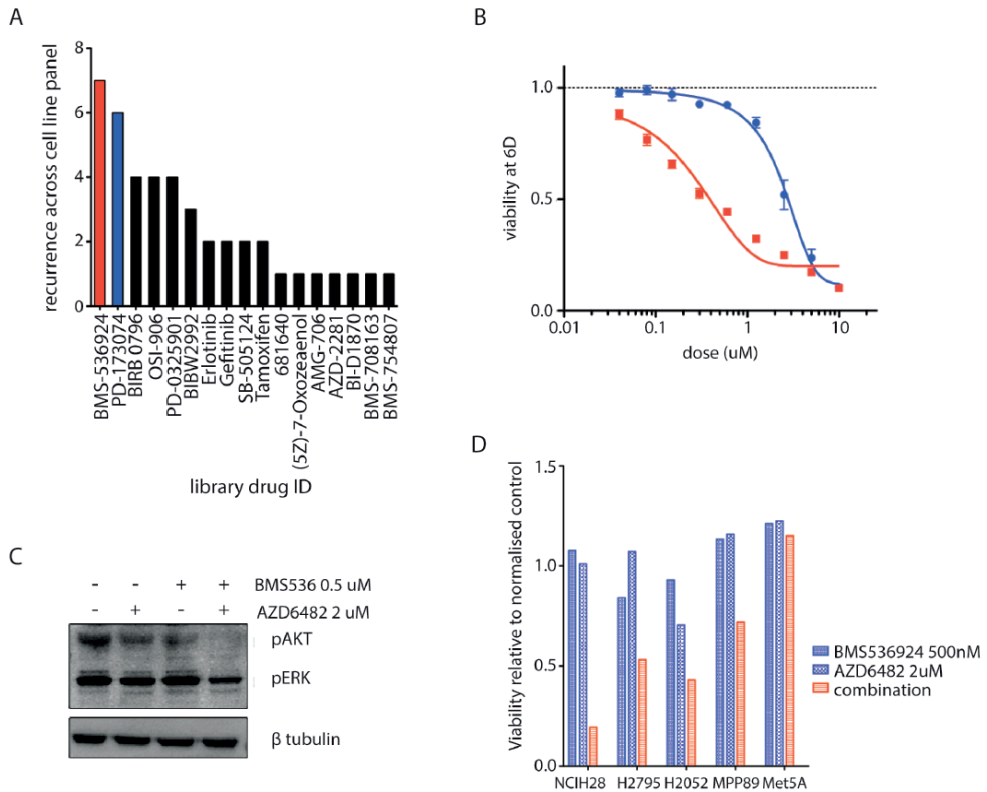 A
recurrence across cell line panel
8
6
4
2
0
BMS-536924
PD-173074
BIRB 0796
OSI-906
PD-0325901
BIBW2992
Erlotinib
Gefitinib
SB-505124
Tamoxifen
681640
(5Z)-7-Oxozeaenol
AMG-706
AZD-2281
BI-D1870
BMS-708163
BMS-754807
library drug ID
B
viability at 6D
1.0
0.5
0.0
0.01 0.1 1 10
dose (uM)
C
- - + + BMS536 0.5 uM
- + - + AZD6482 2 uM
pAKT
pERK
β tubulin
D
Viability relative to normalised control
1.5
1.0
0.5
0.0
NCIH28 H2795 H2052 MPP89 Met5A
BMS536924 500nM
AZD6482 2uM
combination